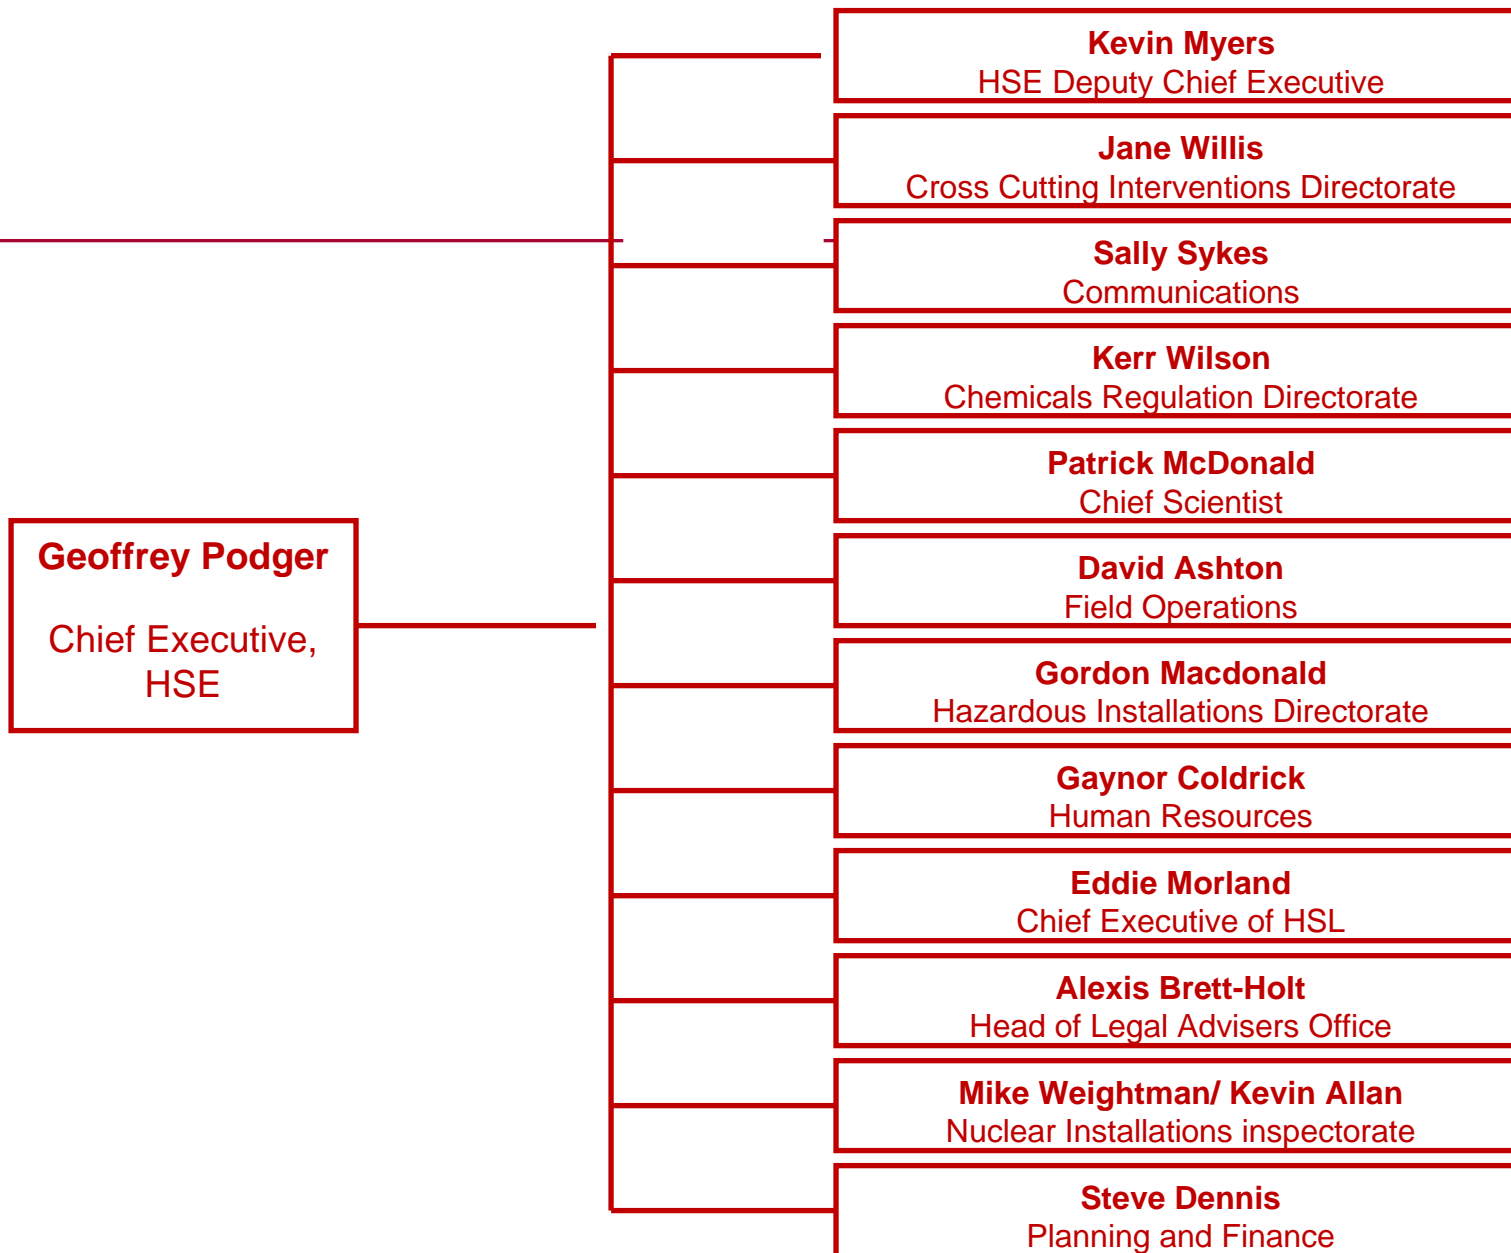 Kevin Myers
HSE Deputy Chief Executive
Jane Willis
Cross Cutting Interventions Directorate
Sally Sykes
Communications
Kerr Wilson
Chemicals Regulation Directorate
Patrick McDonald
Chief Scientist
Geoffrey Podger
Chief Executive,
HSE
David Ashton
Field Operations
Gordon Macdonald
Hazardous Installations Directorate
Gaynor Coldrick
Human Resources
Eddie Morland
Chief Executive of HSL
Alexis Brett-Holt
Head of Legal Advisers Office
Mike Weightman/ Kevin Allan
Nuclear Installations inspectorate
Steve Dennis
Planning and Finance